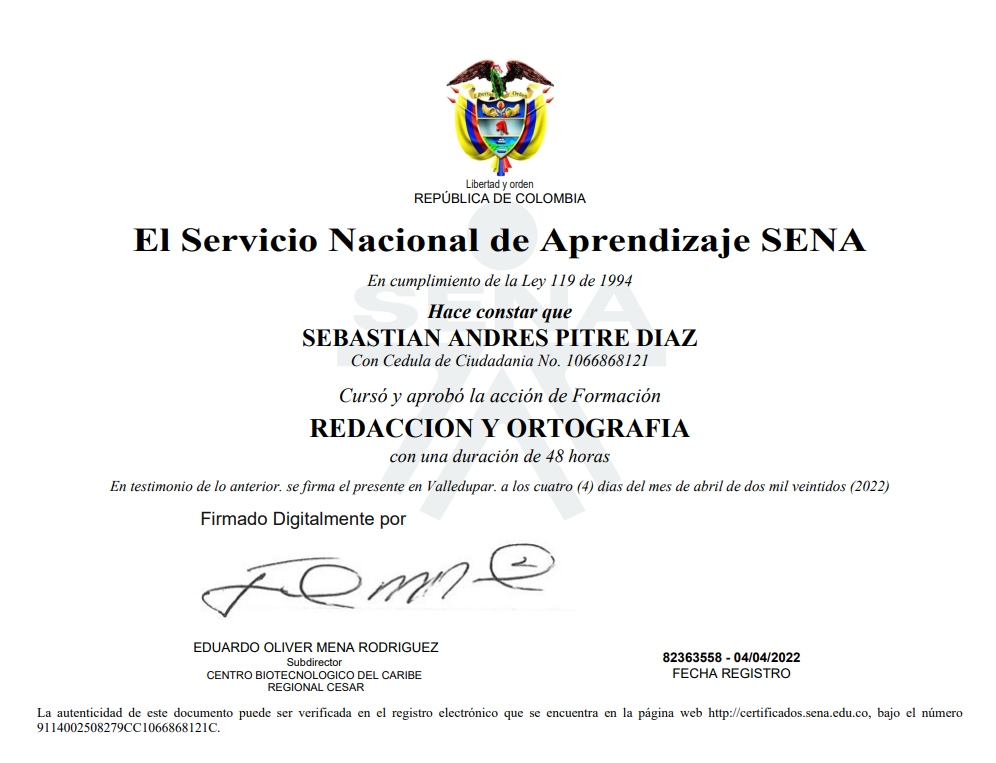 Libertad y Orden
Libertad y orden
REPÚBLICA DE COLOMBIA
El Servicio Nacional de Aprendizaje SENA
En cumplimiento de la Ley 119 de 1994
SENA
Hace constar que
SEBASTIAN ANDRES PITRE DIAZ
Con Cedula de Ciudadania No. 1066868121
Cursó y aprobó la acción de Formación
REDACCION Y ORTOGRAFIA
con una duración de 48 horas
En testimonio de lo anterior. se firma el presente en Valledupar. a los cuatro (4) dias del mes de abril de dos mil veintidos (2022)
Firmado Digitalmente por
EDUARDO OLIVER MENA RODRIGUEZ
Subdirector
CENTRO BIOTECNOLOGICO DEL CARIBE
REGIONAL CESAR
82363558 - 04/04/2022
FECHA REGISTRO
La autenticidad de este documento puede ser verificada en el registro electrónico que se encuentra en la página web http://certificados.sena.edu.co, bajo el número
9114002508279CC1066868121C.